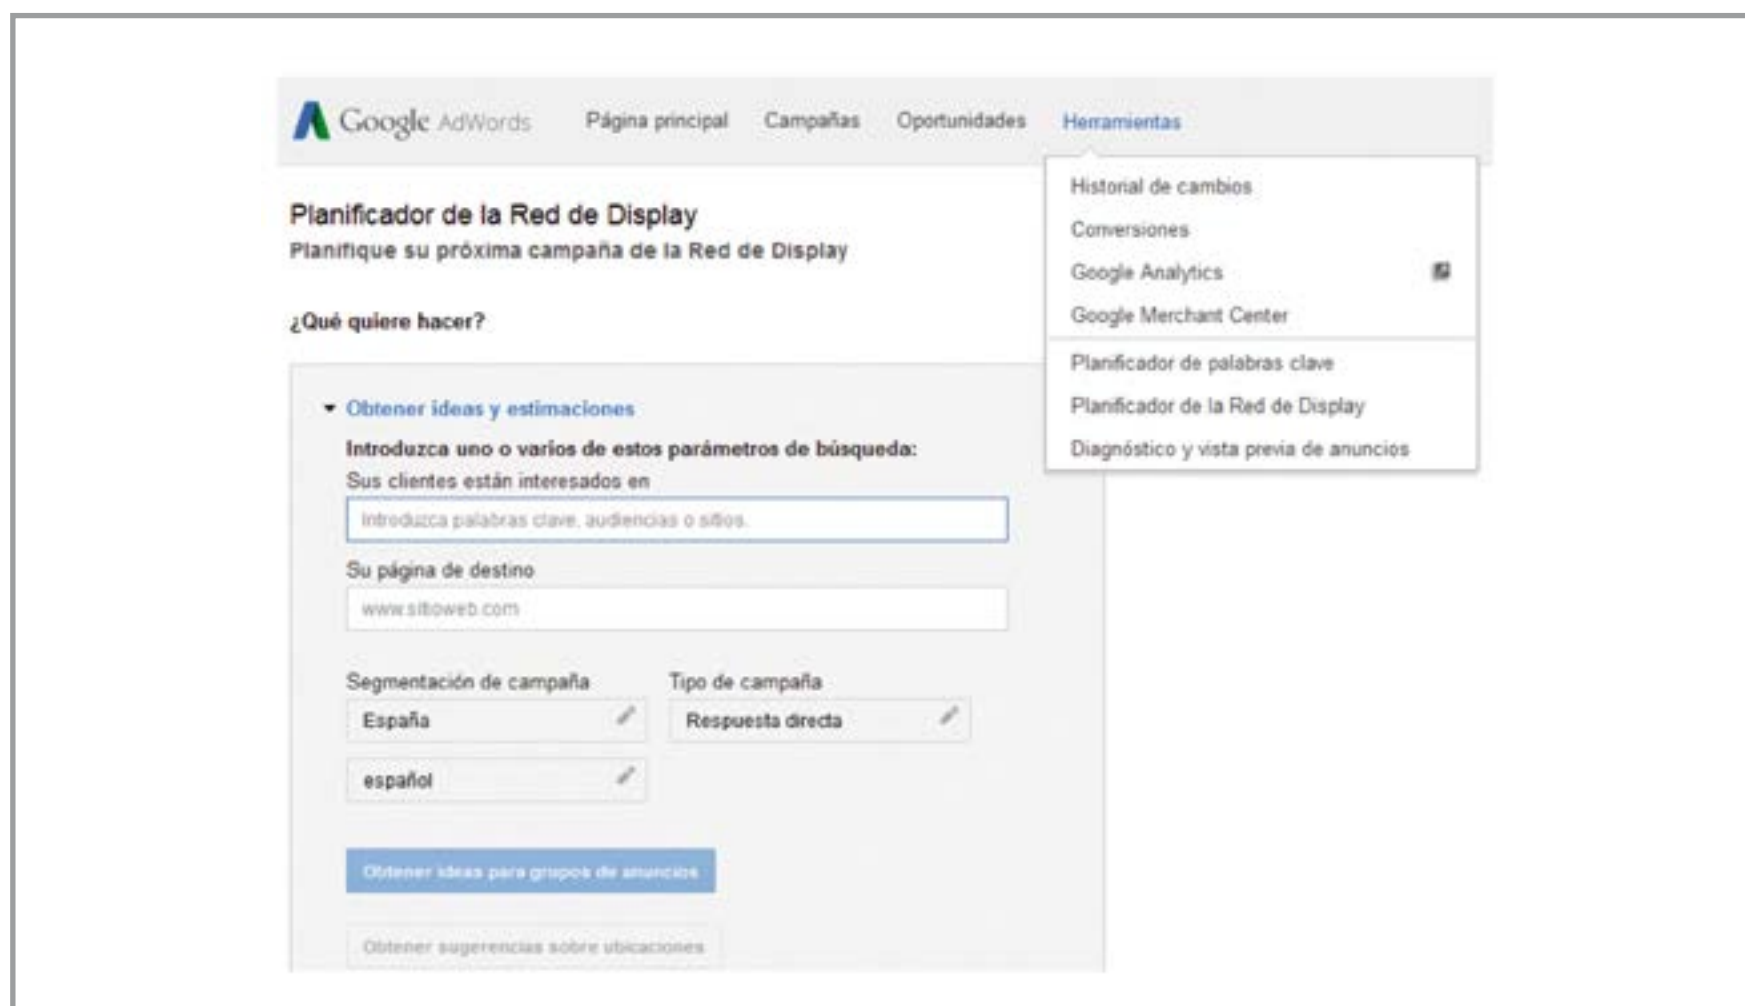 Google AdWords Página principal Campañas Oportunidades Herramientas
Historial de cambios
Conversiones
Google Analytics
Google Merchant Center
Planificador de palabras clave
Planificador de la Red de Display
Diagnóstico y vista previa de anuncios
Planificador de la Red de Display
Planifique su próxima campaña de la Red de Display
¿Qué quiere hacer?
Obtener ideas y estimaciones
Introduzca uno o varios de estos parámetros de búsqueda:
Sus clientes están interesados en
Introduzca palabras clave, audiencias o sitios.
Su página de destino
www.sitioweb.com
Segmentación de campaña Tipo de campaña
España Respuesta directa
español
Obtener ideas para grupos de anuncios
Obtener sugerencias sobre ubicaciones